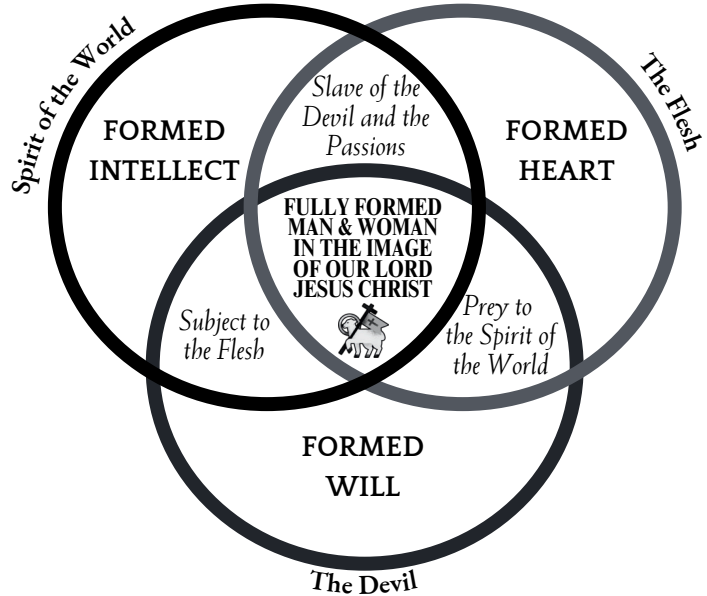 Spirit of the World
The Flesh
Slave of the
Devil and the
Passions
FORMED
INTELLECT
FORMED
HEART
FULLY FORMED
MAN & WOMAN
IN THE IMAGE
OF OUR LORD
JESUS CHRIST
Subject to
the Flesh
Prey to
the Spirit of
the World
FORMED
WILL
The Devil